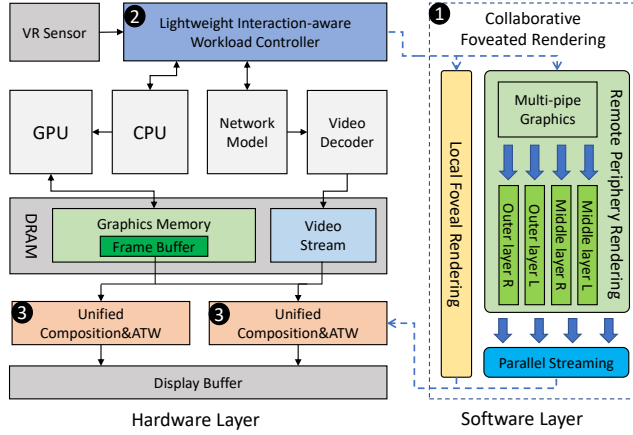 VR Sensor
2
Lightweight Interaction-aware
Workload Controller
1
Collaborative
Foveated Rendering
GPU
CPU
Network
Model
Video
Decoder
DRAM
Graphics Memory
Frame Buffer
Video
Stream
3
Unified
Composition&ATW
3
Unified
Composition&ATW
Display Buffer
Hardware Layer
Local Foveal Rendering
Multi-pipe
Graphics
Remote Periphery Rendering
Outer layer R
Outer layer L
Middle layer R
Middle layer L
Parallel Streaming
Software Layer